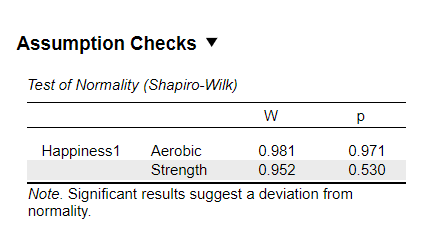 Assumption Checks ▼
Test of Normality (Shapiro-Wilk)
W p
Happiness1 Aerobic 0.981 0.971
Strength 0.952 0.530
Note. Significant results suggest a deviation from
normality.